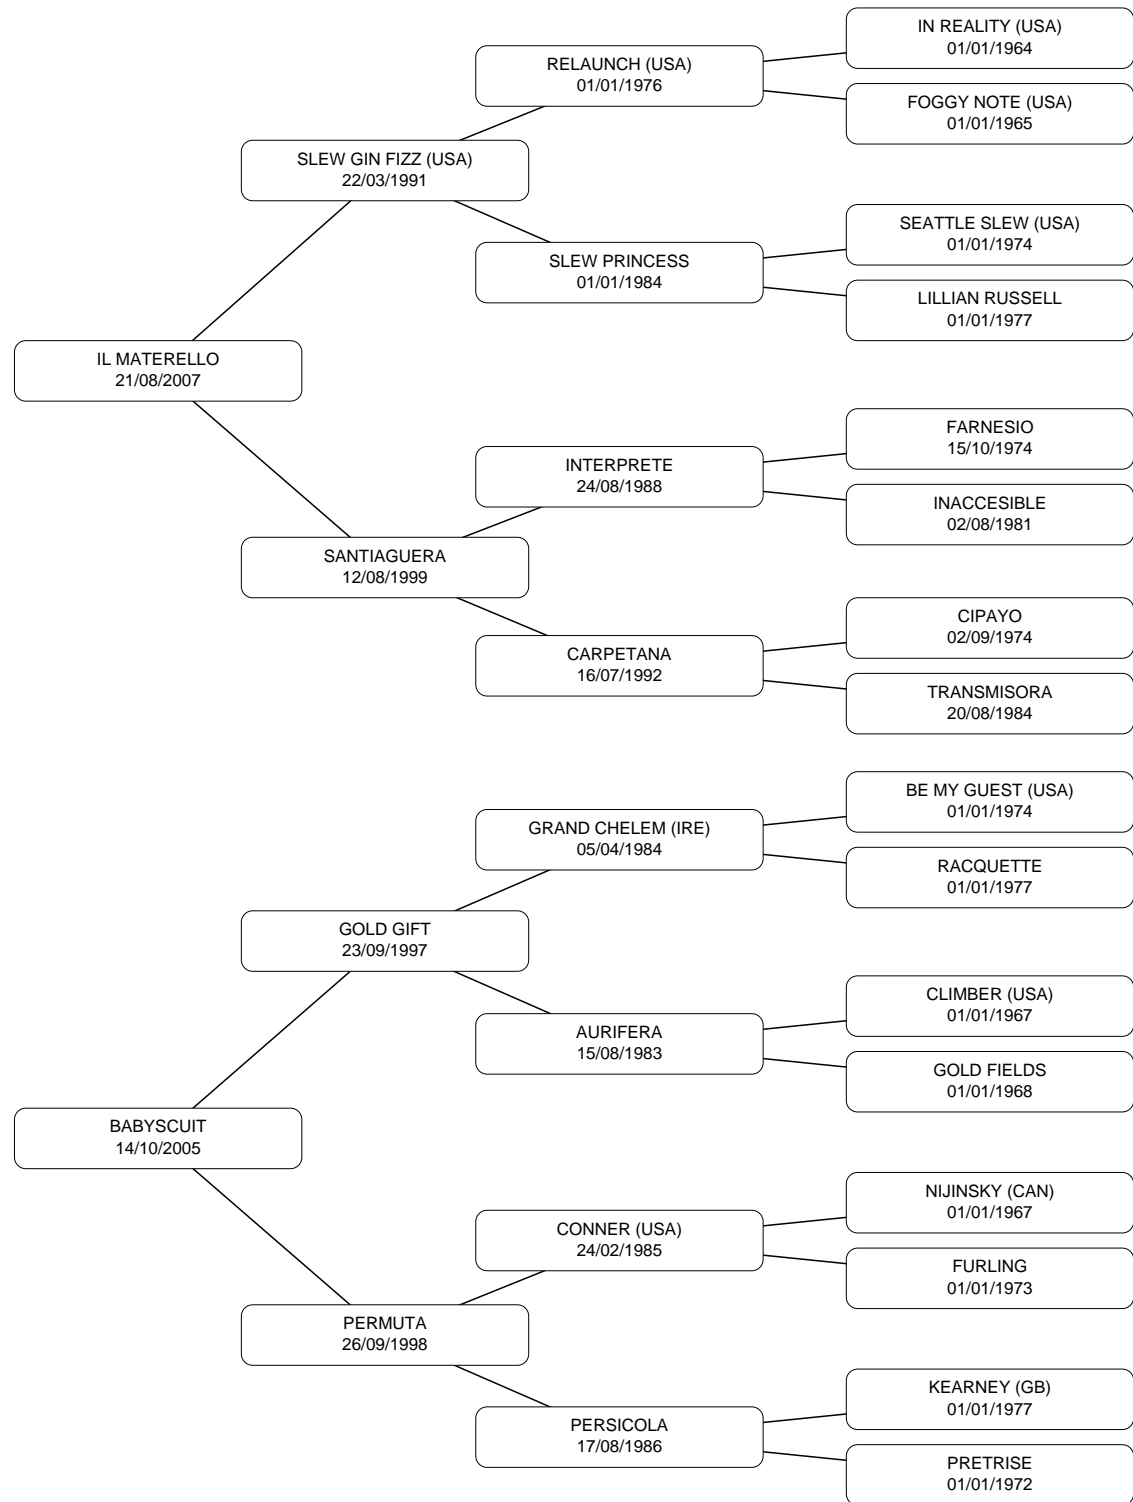 IN REALITY (USA)
01/01/1964
RELAUNCH (USA)
01/01/1976
FOGGY NOTE (USA)
01/01/1965
SLEW GIN FIZZ (USA)
22/03/1991
SEATTLE SLEW (USA)
01/01/1974
SLEW PRINCESS
01/01/1984
LILLIAN RUSSELL
01/01/1977
IL MATERELLO
21/08/2007
FARNESIO
15/10/1974
INTERPRETE
24/08/1988
INACCESIBLE
02/08/1981
SANTIAGUERA
12/08/1999
CIPAYO
02/09/1974
CARPETANA
16/07/1992
TRANSMISORA
20/08/1984
BE MY GUEST (USA)
01/01/1974
GRAND CHELEM (IRE)
05/04/1984
RACQUETTE
01/01/1977
GOLD GIFT
23/09/1997
CLIMBER (USA)
01/01/1967
AURIFERA
15/08/1983
GOLD FIELDS
01/01/1968
BABYSCUIT
14/10/2005
NIJINSKY (CAN)
01/01/1967
CONNER (USA)
24/02/1985
FURLING
01/01/1973
PERMUTA
26/09/1998
KEARNEY (GB)
01/01/1977
PERSICOLA
17/08/1986
PRETRISE
01/01/1972